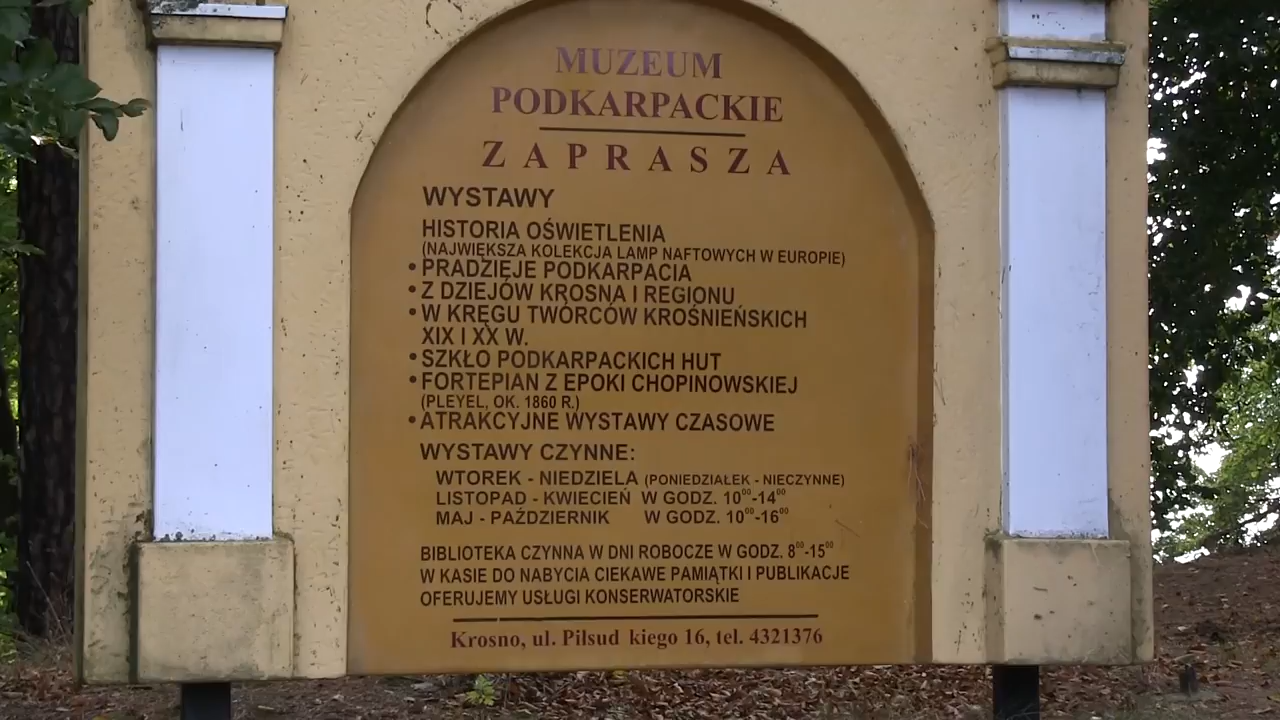 MUZEUM
PODKARPACKIE
ZAPRASZA
WYSTAWY
HISTORIA OŚWIETLENIA
(NAJWIĘKSZA KOLEKCJA LAMP NAFTOWYCH W EUROPIE)
• PRADZIEJE PODKARPACIA
• Z DZIEJÓW KROSNA I REGIONU
• W KRĘGU TWÓRCÓW KROŚNIEŃSKICH
XIX I XX W.
• SZKŁO PODKARPACKICH HUT
• FORTEPIAN Z EPOKI CHOPINOWSKIEJ
(PLEYEL, OK. 1860 R.)
• ATRAKCYJNE WYSTAWY CZASOWE
WYSTAWY CZYNNE:
WTOREK - NIEDZIELA (PONIEDZIAŁEK - NIECZYNNE)
LISTOPAD - KWIECIEŃ W GODZ. 10⁰⁰-14⁰⁰
MAJ - PAŹDZIERNIK W GODZ. 10⁰⁰-16⁰⁰
BIBLIOTEKA CZYNNA W DNI ROBOCZE W GODZ. 8⁰⁰-15⁰⁰
W KASIE DO NABYCIA CIEKAWE PAMIĄTKI I PUBLIKACJE
OFERUJEMY USŁUGI KONSERWATORSKIE
Krosno, ul. Piłsud kiego 16, tel. 4321376